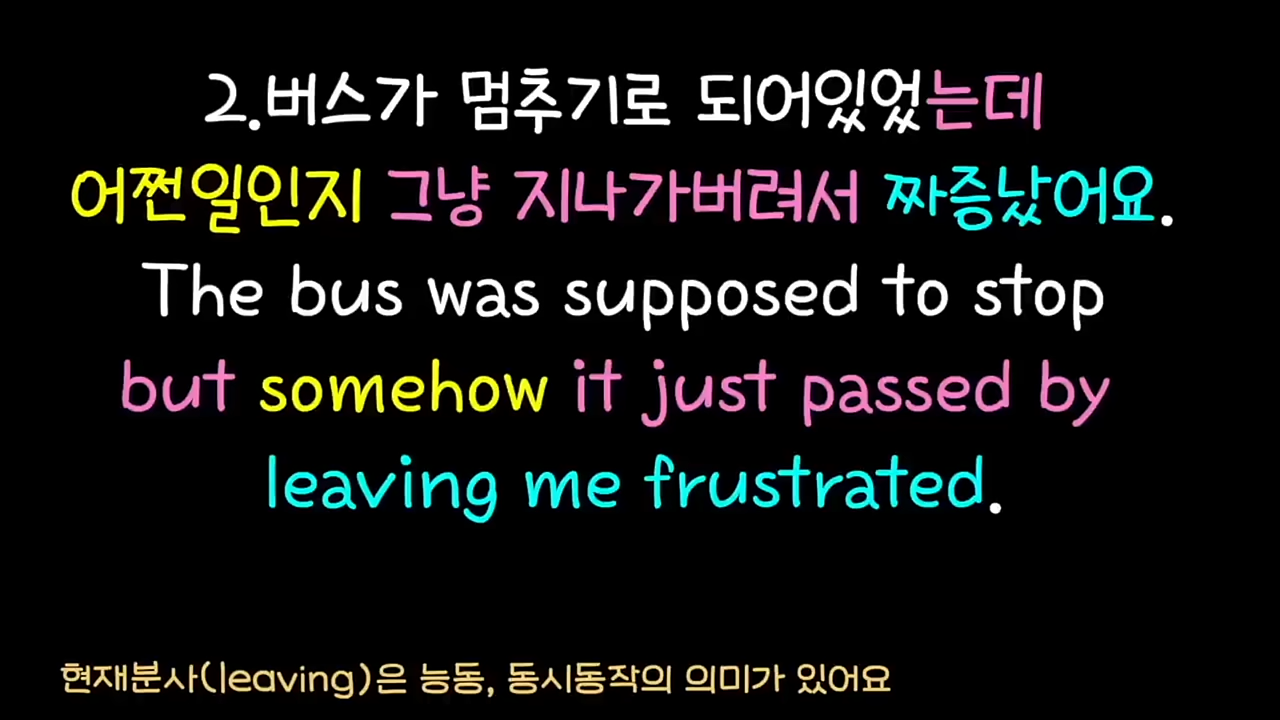 2.버스가 멈추기로 되어있었는데
어쩐일인지 그냥 지나가버려서 짜증났어요.
The bus was supposed to stop
but somehow it just passed by
leaving me frustrated.
현재분사(leaving)은 능동, 동시동작의 의미가 있어요